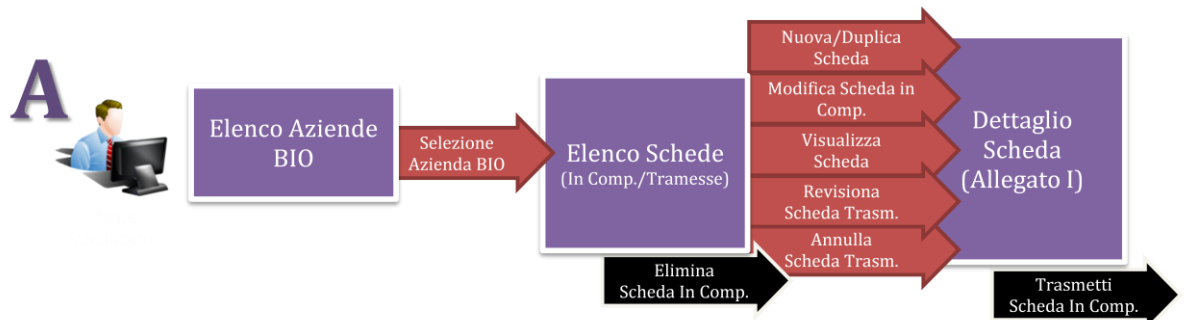 A
Elenco Aziende
BIO
Selezione
Azienda BIO
Elenco Schede
(In Comp./Tramesse)
Nuova/Duplica
Scheda
Modifica Scheda in
Comp.
Visualizza
Scheda
Revisiona
Scheda Trasm.
Annulla
Scheda Trasm.
Dettaglio
Scheda
(Allegato I)
Elimina
Scheda In Comp.
Trasmetti
Scheda In Comp.